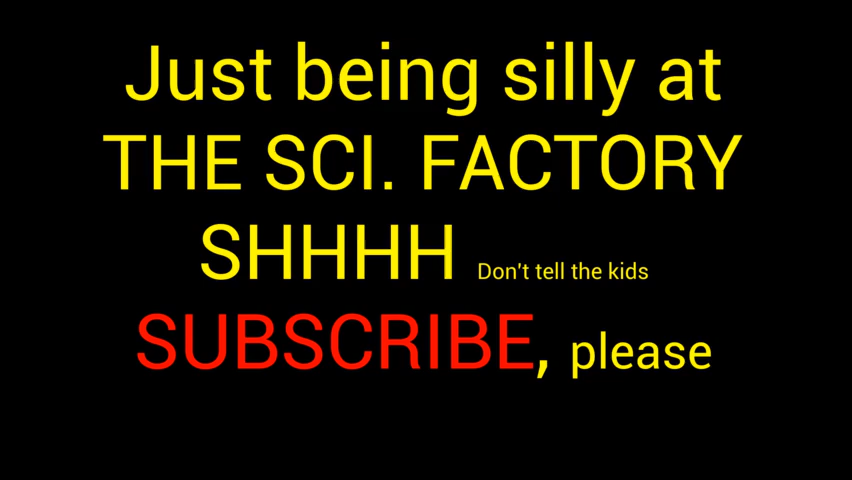 Just being silly at
THE SCI. FACTORY
SHHHH Don't tell the kids
SUBSCRIBE, please